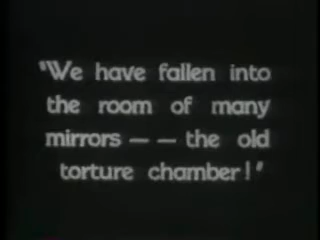 "We have fallen into
the room of many
mirrors — — the old
torture chamber!"